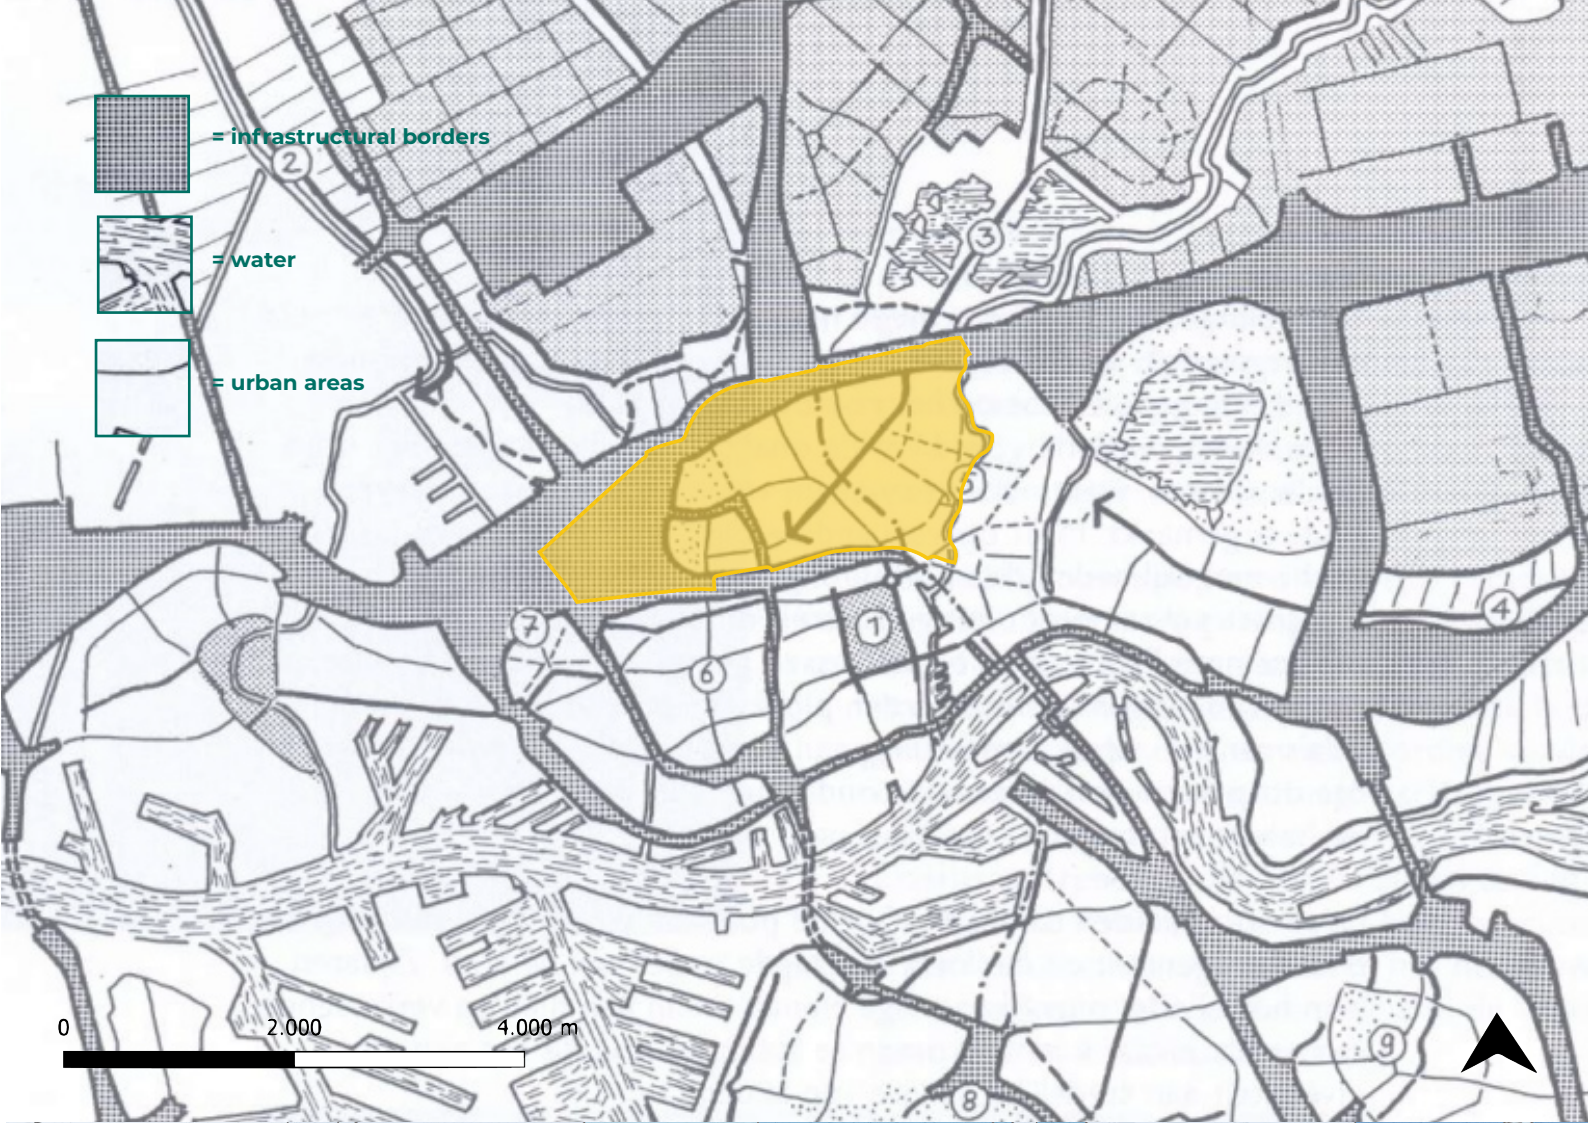 = infrastructural borders
2
= water
3
= urban areas
5
4
7
1
6
0 2.000 4.000 m
9
8